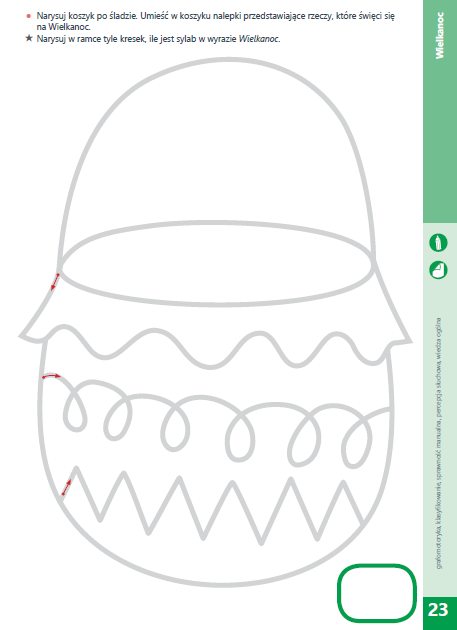 Narysuj koszyk po śladzie. Umieść w koszyku nalepki przedstawiające rzeczy, które święci się
na Wielkanoc.
Narysuj w ramce tyle kresek, ile jest sylab w wyrazie Wielkanoc.
Wielkanoc
grafomotoryka, klasyfikowanie, sprawność manualna, percepcja słuchowa, wiedza ogólna
23